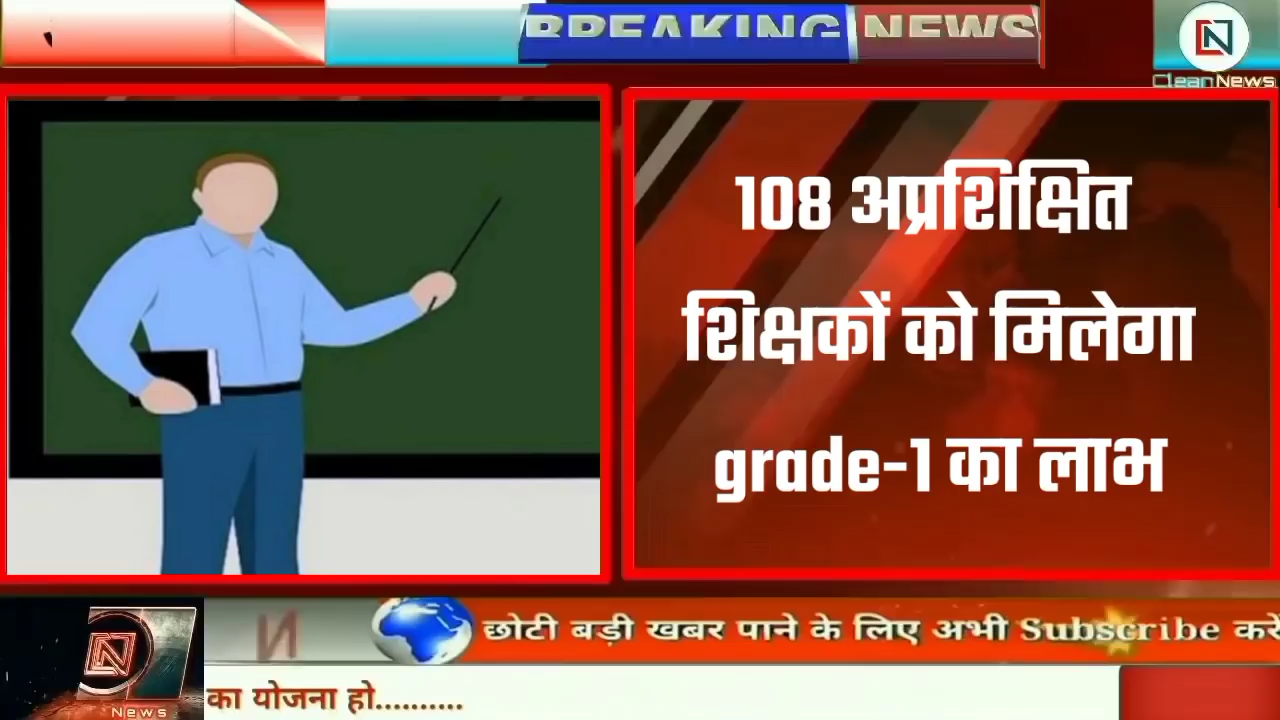 BREAKING NEWS
CleanNews
108 अप्रशिक्षित
शिक्षकों को मिलेगा
grade-1 का लाभ
छोटी बड़ी खबर पाने के लिए अभी Subscribe करें
का योजना हो..........
News